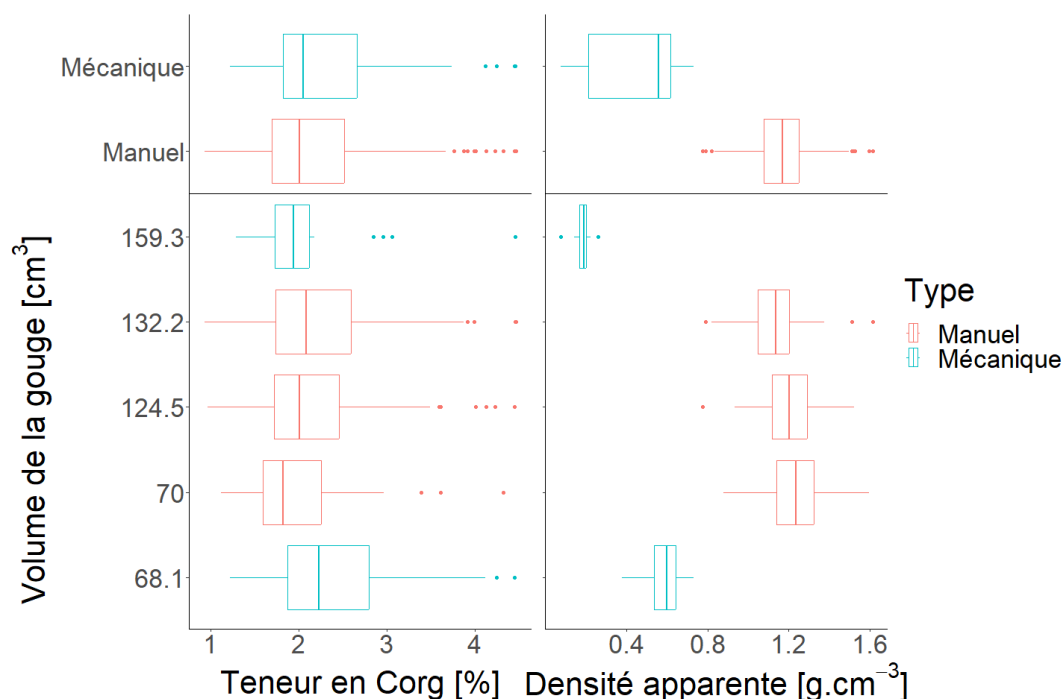 Mécanique
Manuel
159.3
132.2
124.5
70
68.1
Volume de la gouge [cm³]
1 2 3 4
0.4 0.8 1.2 1.6
Teneur en Corg [%] Densité apparente [g.cm⁻³]
Type
Manuel
Mécanique